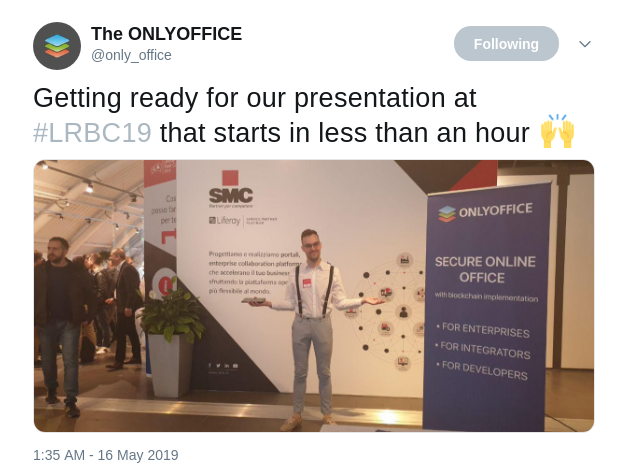 The ONLYOFFICE
@only_office
Following
Getting ready for our presentation at
#LRBC19 that starts in less than an hour 🙌
SMC
Partner per competere
Liferay
Progettiamo e realizziamo portali,
enterprise collaboration platform
che accelerano il tuo business
sfruttando la piattaforma
più flessibile al mondo.
ONLYOFFICE
SECURE ONLINE
OFFICE
with blockchain implementation
• FOR ENTERPRISES
• FOR INTEGRATORS
• FOR DEVELOPERS
1:35 AM - 16 May 2019